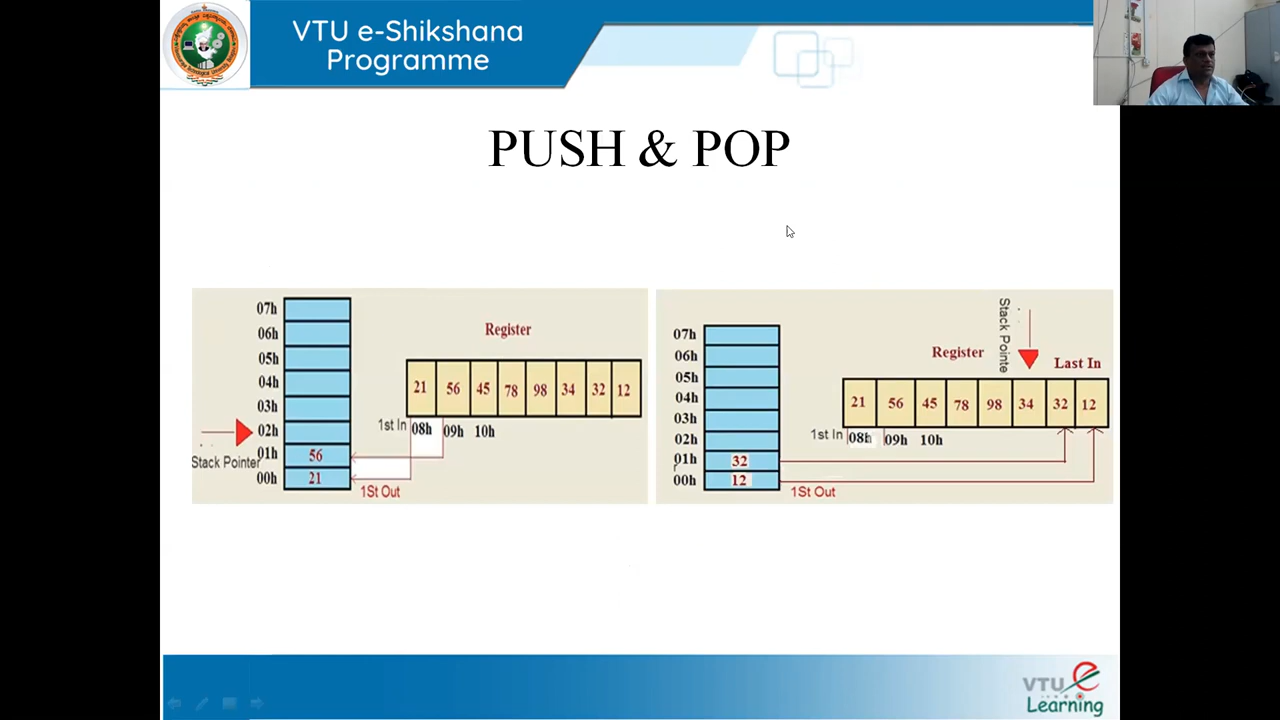 VTU e-Shikshana
Programme
PUSH & POP
07h
06h
05h
04h
03h
02h
01h 56
00h 21
Stack Pointer
Register
21 56 45 78 98 34 32 12
1st In 08h 09h 10h
1St Out
07h
06h
05h
04h
03h
02h
01h 32
r
00h 12
Stack Pointe
Register
Last In
21 56 45 78 98 34 32 12
1st In 08h 09h 10h
1St Out
VTU e
Learning